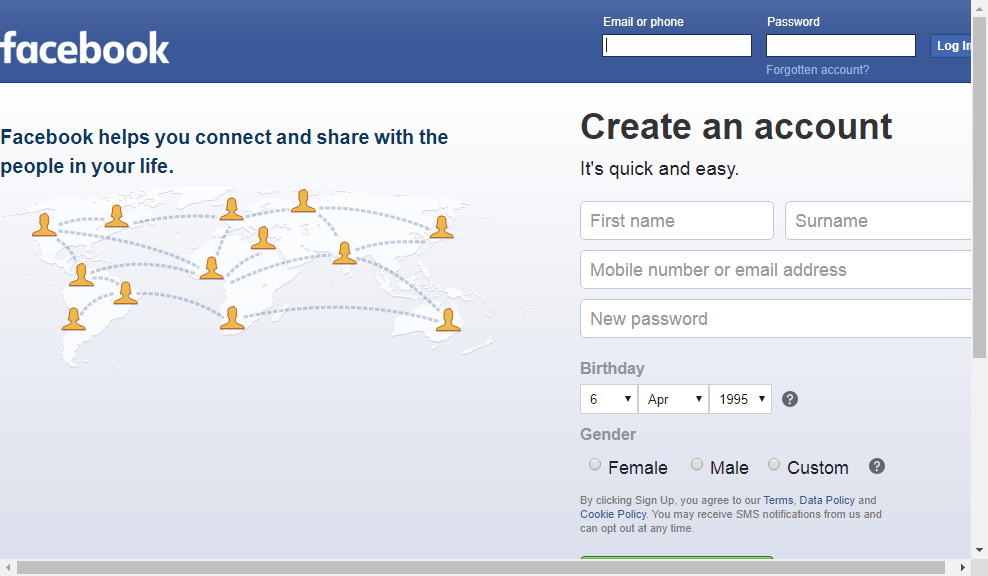 facebook
Email or phone
Password
Log In
Forgotten account?
Facebook helps you connect and share with the
people in your life.
Create an account
It's quick and easy.
First name
Surname
Mobile number or email address
New password
Birthday
6
Apr
1995
?
Gender
Female
Male
Custom
?
By clicking Sign Up, you agree to our Terms, Data Policy and
Cookie Policy. You may receive SMS notifications from us and
can opt out at any time.